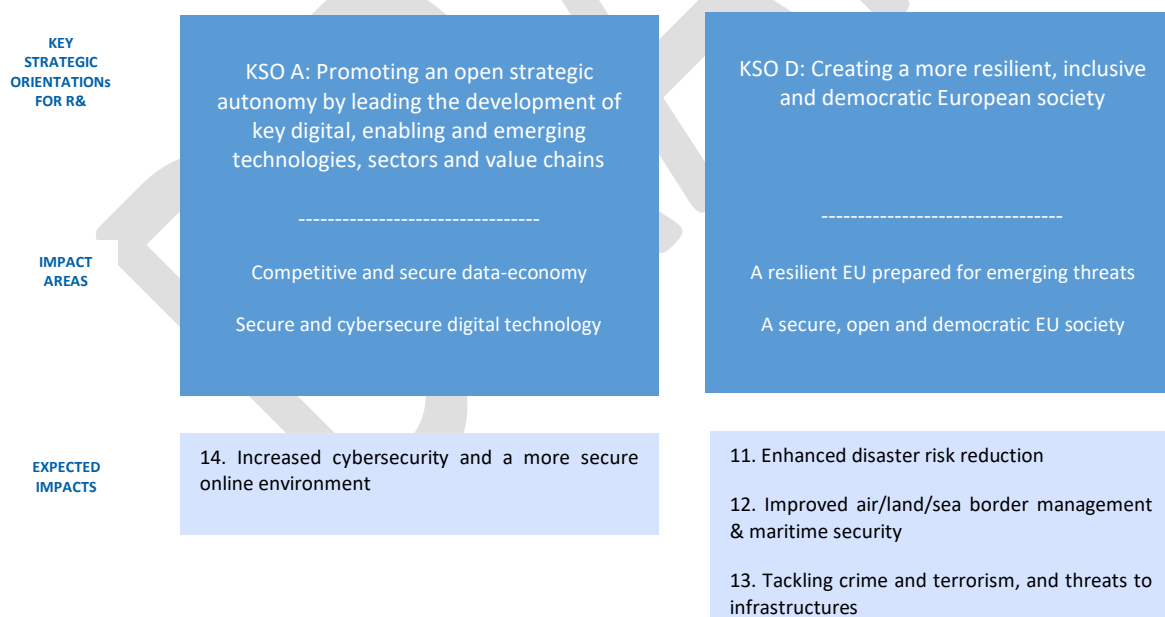 KEY
STRATEGIC
ORIENTATIONs
FOR R&
KSO A: Promoting an open strategic
autonomy by leading the development of
key digital, enabling and emerging
technologies, sectors and value chains
----------------------------------
KSO D: Creating a more resilient, inclusive
and democratic European society
----------------------------------
IMPACT
AREAS
Competitive and secure data-economy
Secure and cybersecure digital technology
A resilient EU prepared for emerging threats
A secure, open and democratic EU society
EXPECTED
IMPACTS
14. Increased cybersecurity and a more secure
online environment
11. Enhanced disaster risk reduction
12. Improved air/land/sea border management
& maritime security
13. Tackling crime and terrorism, and threats to
infrastructures